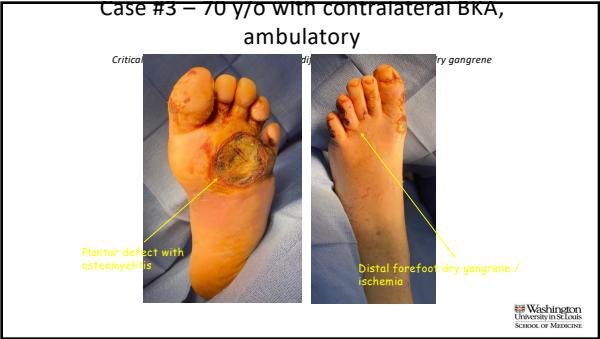 Case #3 – 70 y/o with contralateral BKA,
ambulatory
Critical dry gangrene
Plantar defect with
osteomyelitis
Distal forefoot dry gangrene /
ischemia
Washington
University in St. Louis
SCHOOL OF MEDICINE